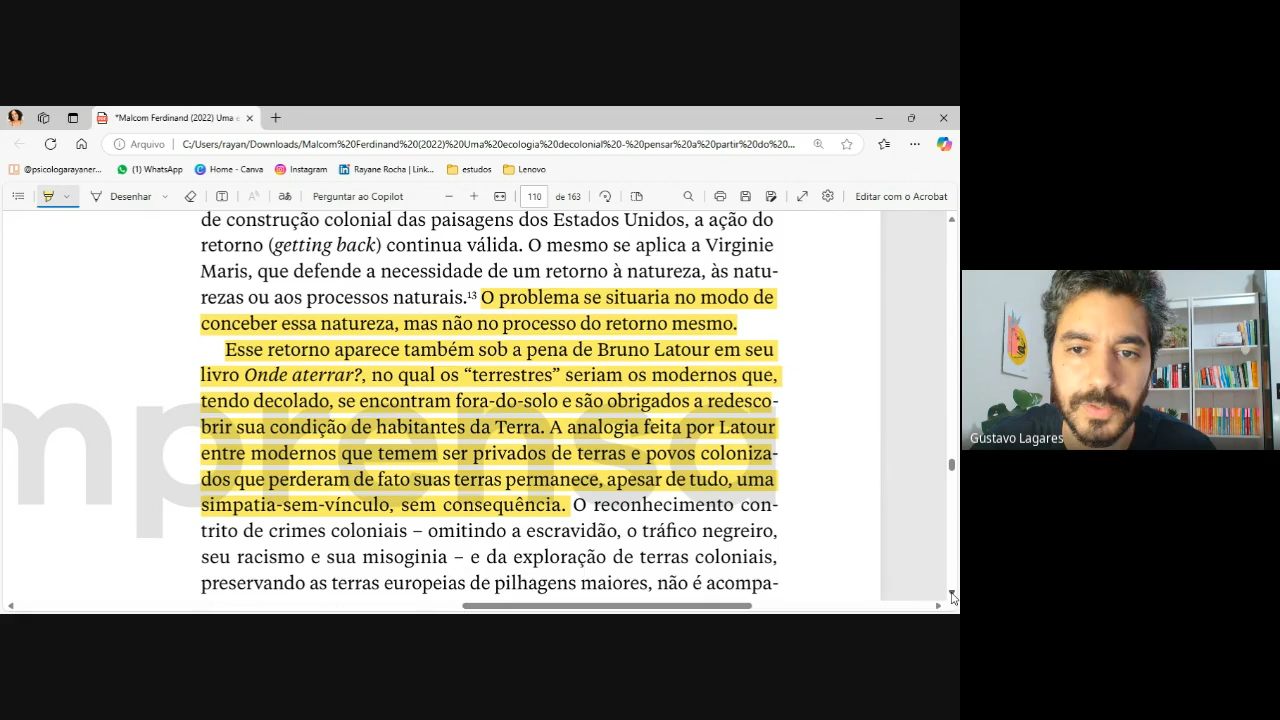 *Malcom Ferdinand (2022) Uma e
Arquivo
C:/Users/rayan/Downloads/Malcom%20Ferdinand%20(2022)%20Uma%20ecologia%20decolonial%20-%20pensar%20a%20partir%20do%20...
@psicologarayaner...
(1) WhatsApp
Home - Canva
Instagram
Rayane Rocha | Link...
estudos
Lenovo
Desenhar
Perguntar ao Copilot
110 de 163
Editar com o Acrobat
de construção colonial das paisagens dos Estados Unidos, a ação do
retorno (getting back) continua válida. O mesmo se aplica a Virginie
Maris, que defende a necessidade de um retorno à natureza, às natu-
rezas ou aos processos naturais.¹³ O problema se situaria no modo de
conceber essa natureza, mas não no processo do retorno mesmo.
Esse retorno aparece também sob a pena de Bruno Latour em seu
livro Onde aterrar?, no qual os “terrestres” seriam os modernos que,
tendo decolado, se encontram fora-do-solo e são obrigados a redesco-
brir sua condição de habitantes da Terra. A analogia feita por Latour
entre modernos que temem ser privados de terras e povos coloniza-
dos que perderam de fato suas terras permanece, apesar de tudo, uma
simpatia-sem-vínculo, sem consequência. O reconhecimento con-
trito de crimes coloniais – omitindo a escravidão, o tráfico negreiro,
seu racismo e sua misoginia – e da exploração de terras coloniais,
preservando as terras europeias de pilhagens maiores, não é acompa-
mprensa
Gustavo Lagares